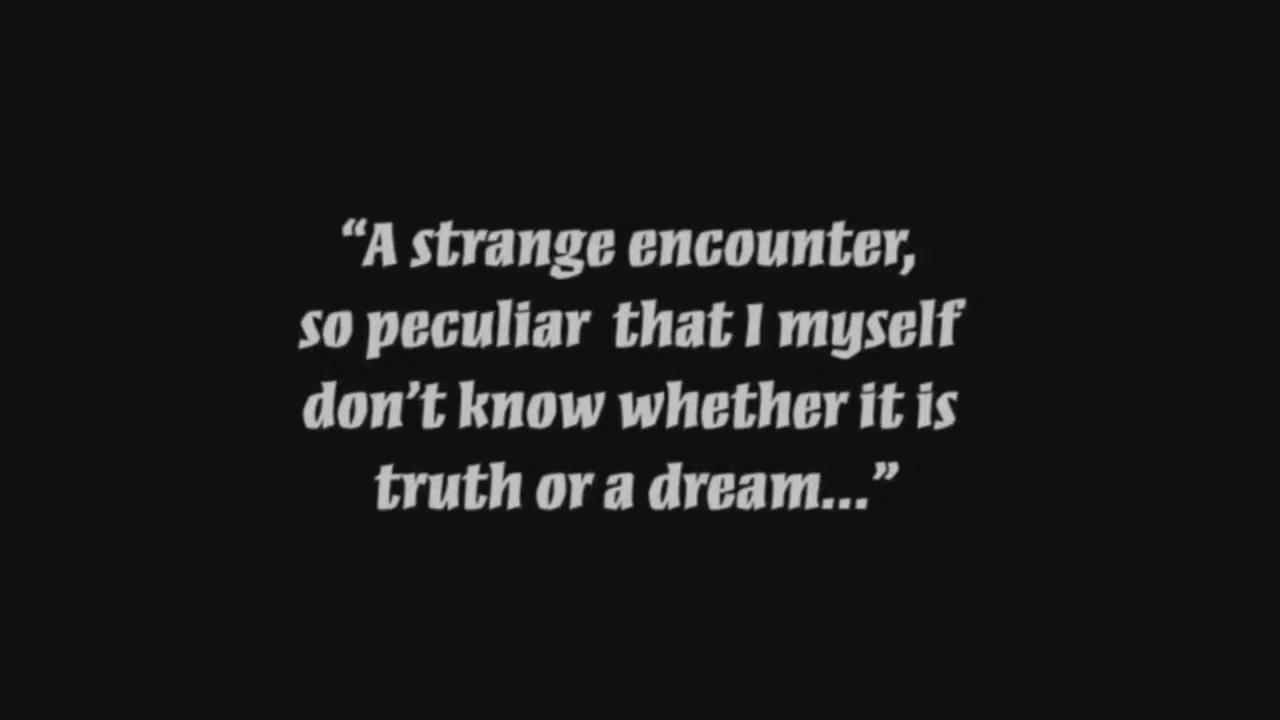 “A strange encounter,
so peculiar  that I myself
don’t know whether it is
truth or a dream...”